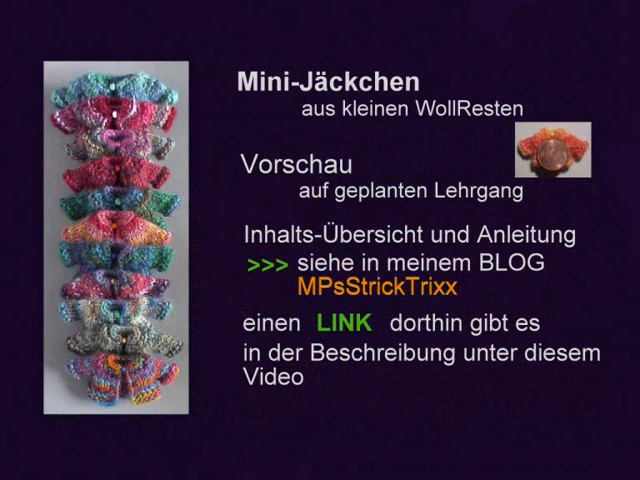 Mini-Jäckchen
aus kleinen WollResten
Vorschau
auf geplanten Lehrgang
Inhalts-Übersicht und Anleitung
>>> siehe in meinem BLOG
MPsStrickTrixx
einen LINK dorthin gibt es
in der Beschreibung unter diesem
Video